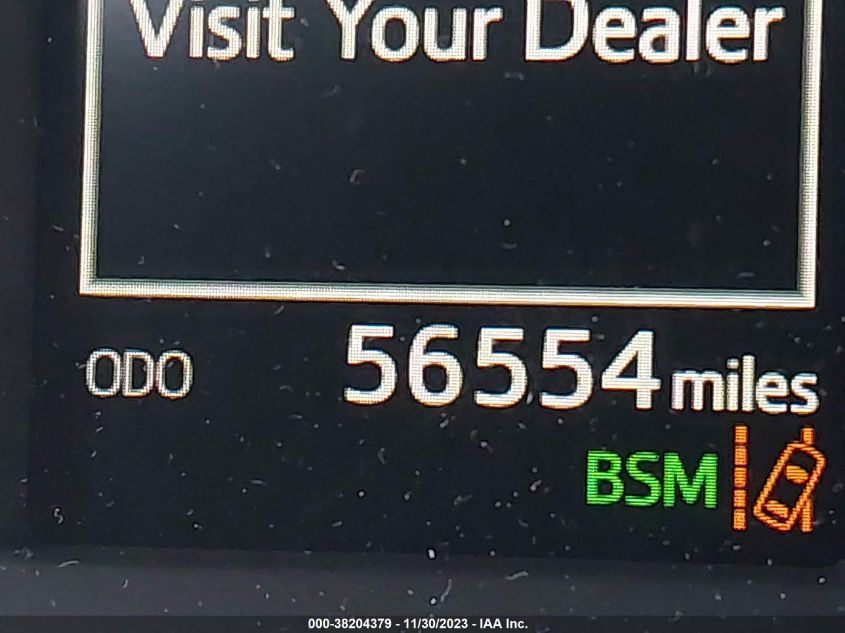 Visit Your Dealer
ODO 56554 miles
BSM
000-38204379 - 11/30/2023 - IAA Inc.